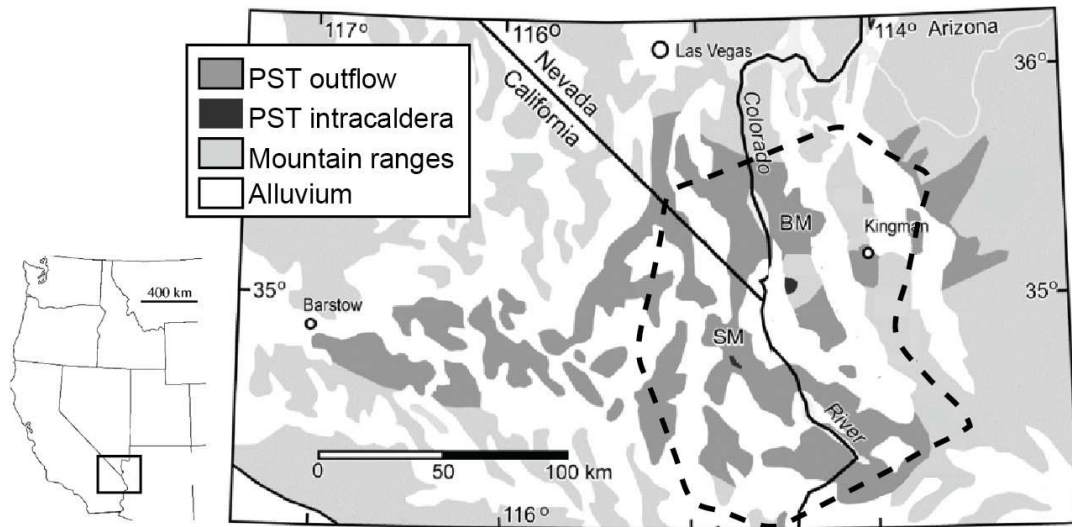 117°
116°
114°
Arizona
36°
Las Vegas
PST outflow
PST intracaldera
Mountain ranges
Alluvium
Nevada
California
Colorado
BM
Kingman
400 km
35°
35°
Barstow
SM
River
0 50 100 km
116°